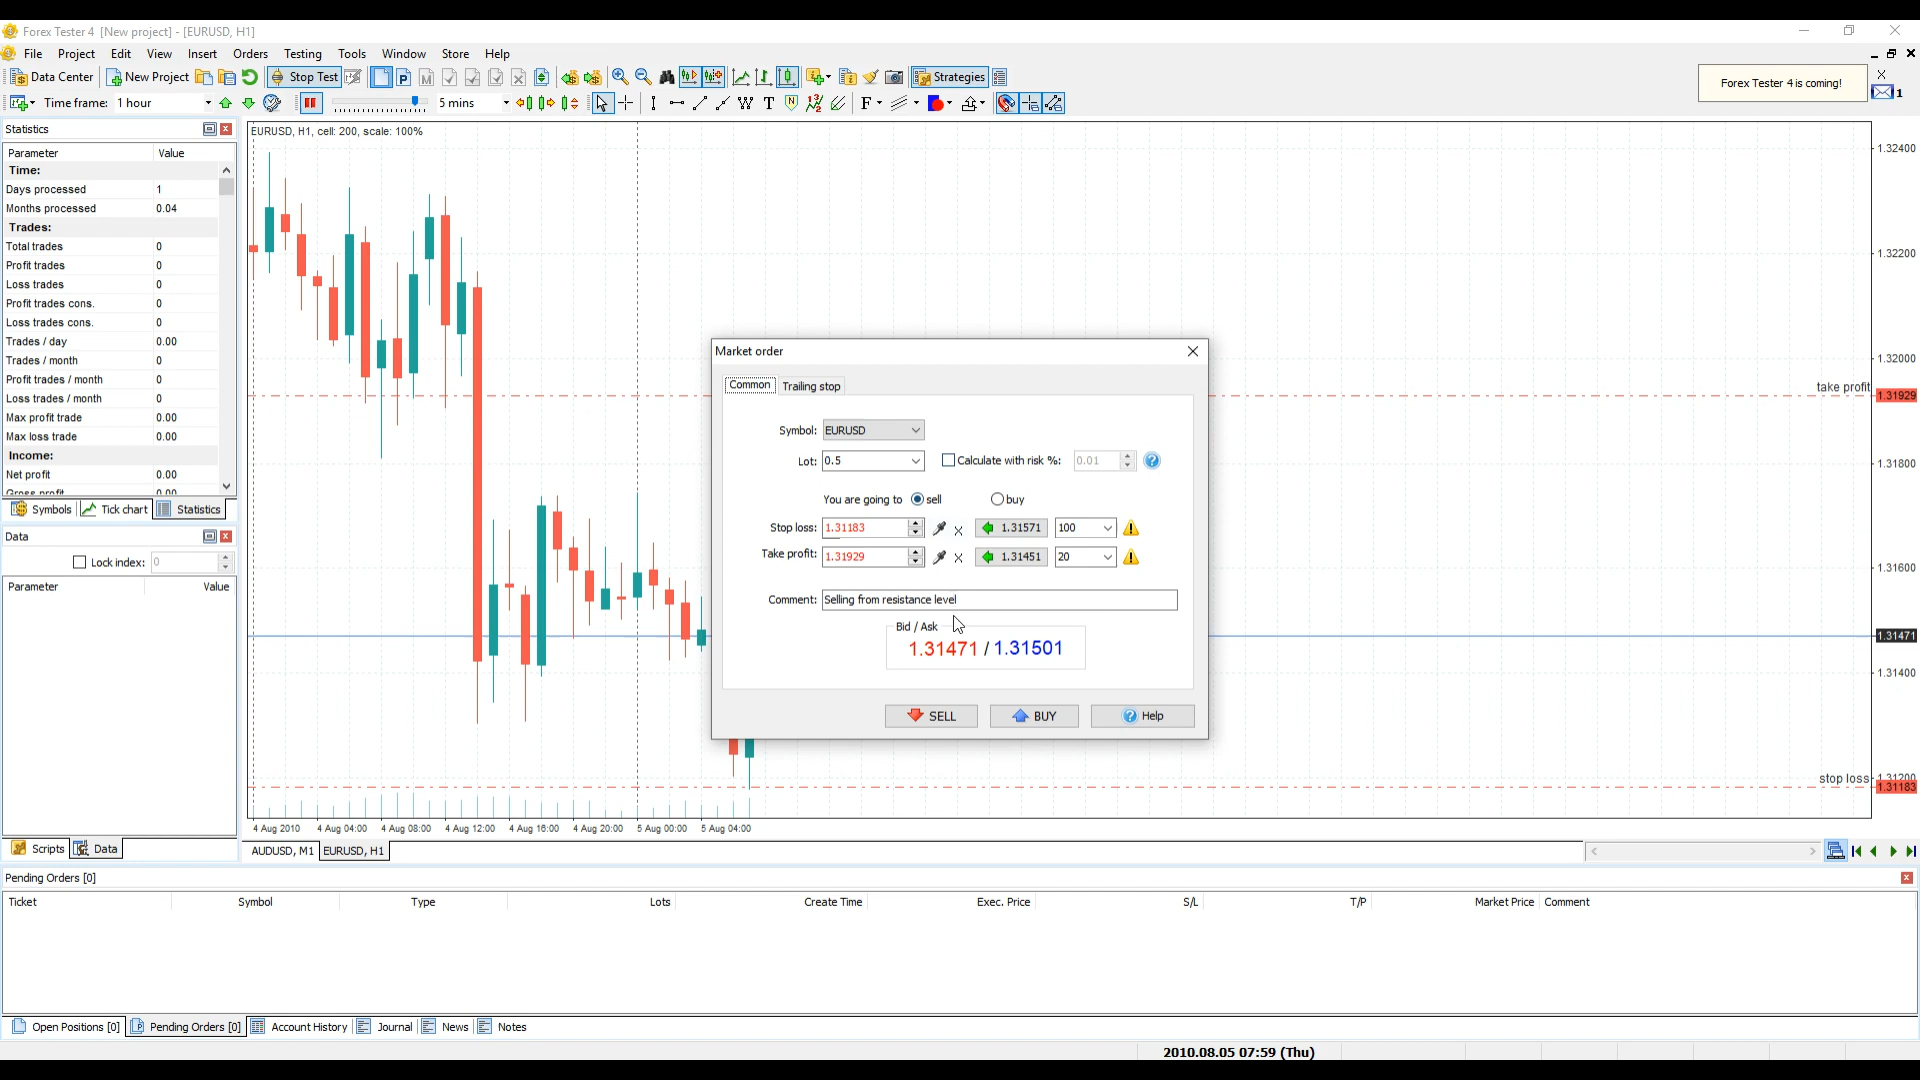 Forex Tester 4 [New project] - [EURUSD, H1]
File Project Edit View Insert Orders Testing Tools Window Store Help
Data Center New Project Stop Test Strategies
Forex Tester 4 is coming!
1
Time frame: 1 hour 5 mins
Statistics
EURUSD, H1, cell: 200, scale: 100%
Parameter Value
Time:
Days processed 1
Months processed 0.04
Trades:
Total trades 0
Profit trades 0
Loss trades 0
Profit trades cons. 0
Loss trades cons. 0
Trades / day 0.00
Trades / month 0
Profit trades / month 0
Loss trades / month 0
Max profit trade 0.00
Max loss trade 0.00
Income:
Net profit 0.00
Gross profit 0.00
Symbols Tick chart Statistics
Data
Lock index: 0
Parameter Value
Scripts Data
1.32400
1.32200
1.32000
take profit 1.31929
1.31800
1.31600
1.31471
1.31400
1.31200
stop loss 1.31183
Market order
Common Trailing stop
Symbol: EURUSD
Lot: 0.5 Calculate with risk %: 0.01
You are going to sell buy
Stop loss: 1.31183 1.31571 100
Take profit: 1.31929 1.31451 20
Comment: Selling from resistance level
Bid / Ask
1.31471 / 1.31501
SELL BUY Help
4 Aug 2010 4 Aug 04:00 4 Aug 08:00 4 Aug 12:00 4 Aug 16:00 4 Aug 20:00 5 Aug 00:00 5 Aug 04:00
AUDUSD, M1 EURUSD, H1
Pending Orders [0]
Ticket Symbol Type Lots Create Time Exec. Price S/L T/P Market Price Comment
Open Positions [0] Pending Orders [0] Account History Journal News Notes
2010.08.05 07:59 (Thu)